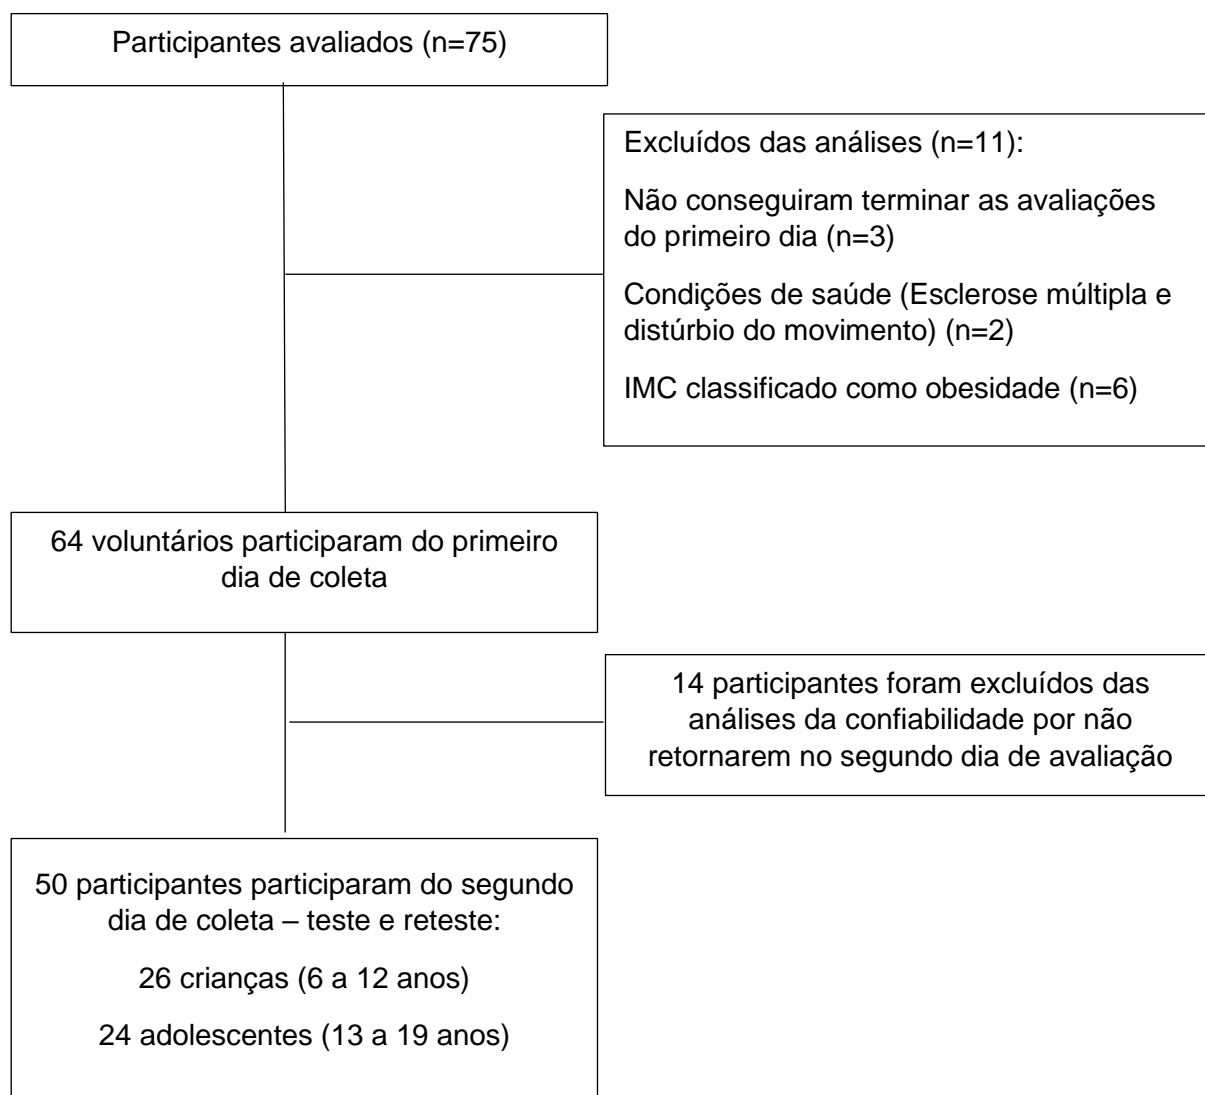 Participantes avaliados (n=75)
Excluídos das análises (n=11):
Não conseguiram terminar as avaliações
do primeiro dia (n=3)
Condições de saúde (Esclerose múltipla e
distúrbio do movimento) (n=2)
IMC classificado como obesidade (n=6)
64 voluntários participaram do primeiro
dia de coleta
14 participantes foram excluídos das
análises da confiabilidade por não
retornarem no segundo dia de avaliação
50 participantes participaram do segundo
dia de coleta – teste e reteste:
26 crianças (6 a 12 anos)
24 adolescentes (13 a 19 anos)